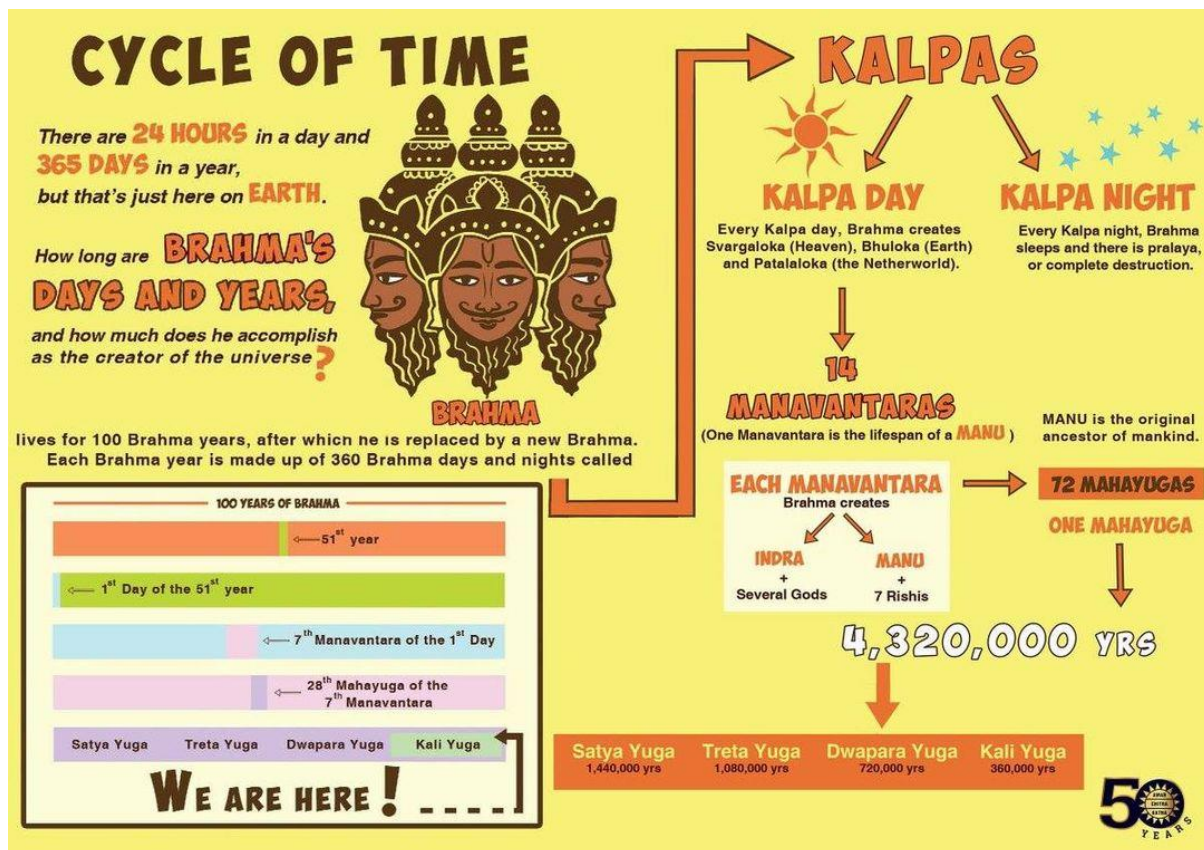 CYCLE OF TIME
There are 24 HOURS in a day and
365 DAYS in a year,
but that's just here on EARTH.
How long are BRAHMA'S
DAYS AND YEARS,
and how much does he accomplish
as the creator of the universe?
BRAHMA
lives for 100 Brahma years, after which he is replaced by a new Brahma.
Each Brahma year is made up of 360 Brahma days and nights called
KALPAS
KALPA DAY
Every Kalpa day, Brahma creates
Svargaloka (Heaven), Bhuloka (Earth)
and Patalaloka (the Netherworld).
KALPA NIGHT
Every Kalpa night, Brahma
sleeps and there is pralaya,
or complete destruction.
14
MANAVANTARAS
(One Manavantara is the lifespan of a MANU )
MANU is the original
ancestor of mankind.
EACH MANAVANTARA
Brahma creates
INDRA
+
Several Gods
MANU
+
7 Rishis
72 MAHAYUGAS
ONE MAHAYUGA
4,320,000 YRS
Satya Yuga
1,440,000 yrs
Treta Yuga
1,080,000 yrs
Dwapara Yuga
720,000 yrs
Kali Yuga
360,000 yrs
100 YEARS OF BRAHMA
51st year
1st Day of the 51st year
7th Manavantara of the 1st Day
28th Mahayuga of the
7th Manavantara
Satya Yuga Treta Yuga Dwapara Yuga Kali Yuga
WE ARE HERE!
50
AMAR
CHITRA
KATHA
YEARS